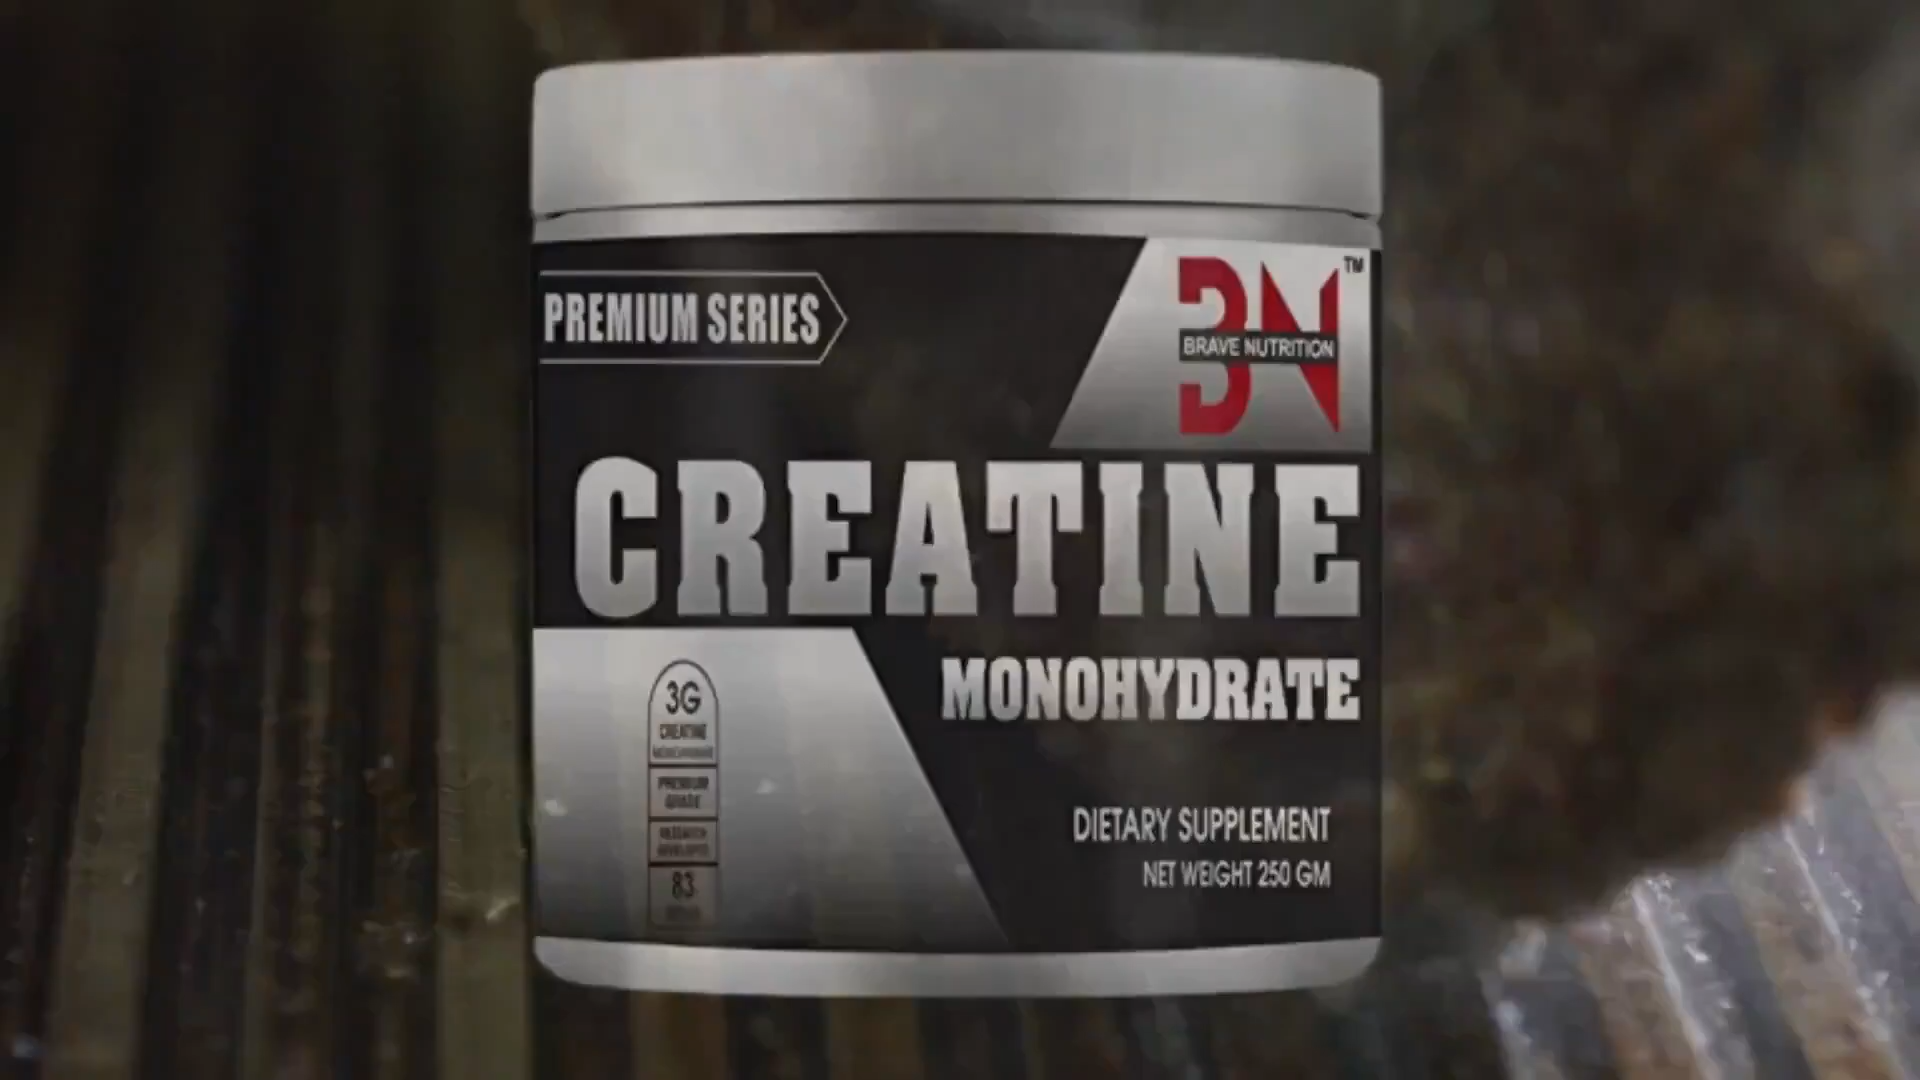 PREMIUM SERIES
BN
TM
BRAVE NUTRITION
CREATINE
MONOHYDRATE
3G
CREATINE
PREMIUM
GRADE
83
DIETARY SUPPLEMENT
NET WEIGHT 250 GM